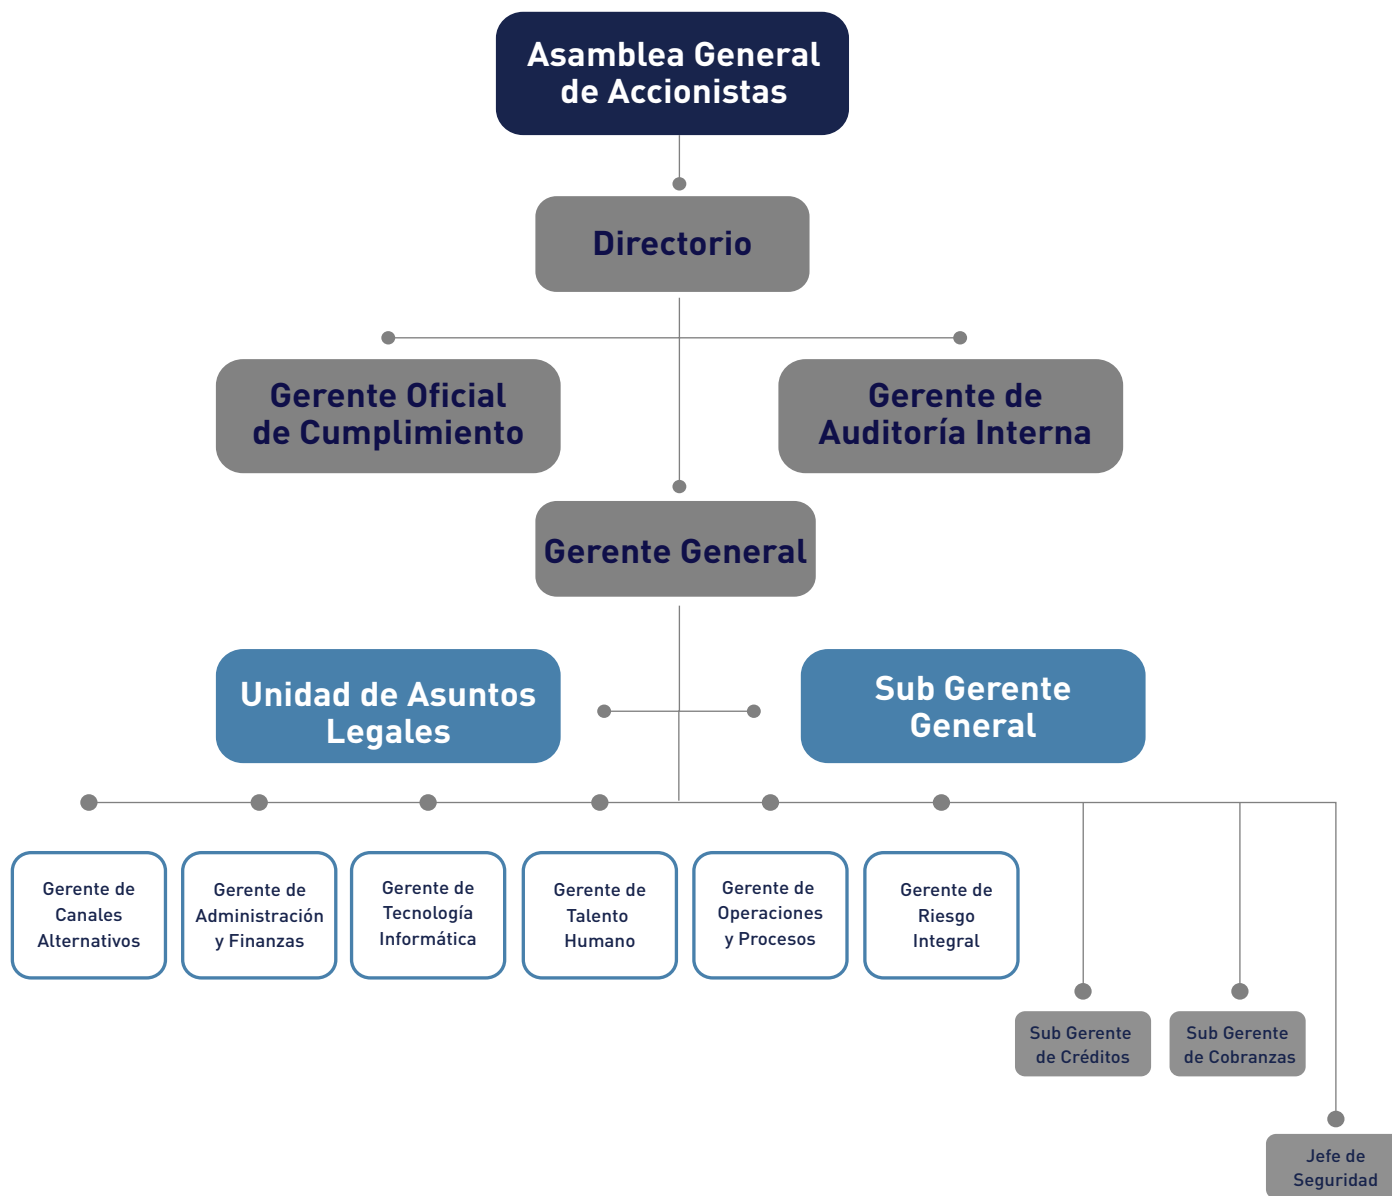 Asamblea General
de Accionistas
Directorio
Gerente Oficial
de Cumplimiento
Gerente de
Auditoría Interna
Gerente General
Unidad de Asuntos
Legales
Sub Gerente
General
Gerente de
Canales
Alternativos
Gerente de
Administración
y Finanzas
Gerente de
Tecnología
Informática
Gerente de
Talento
Humano
Gerente de
Operaciones
y Procesos
Gerente de
Riesgo
Integral
Sub Gerente
de Créditos
Sub Gerente
de Cobranzas
Jefe de
Seguridad